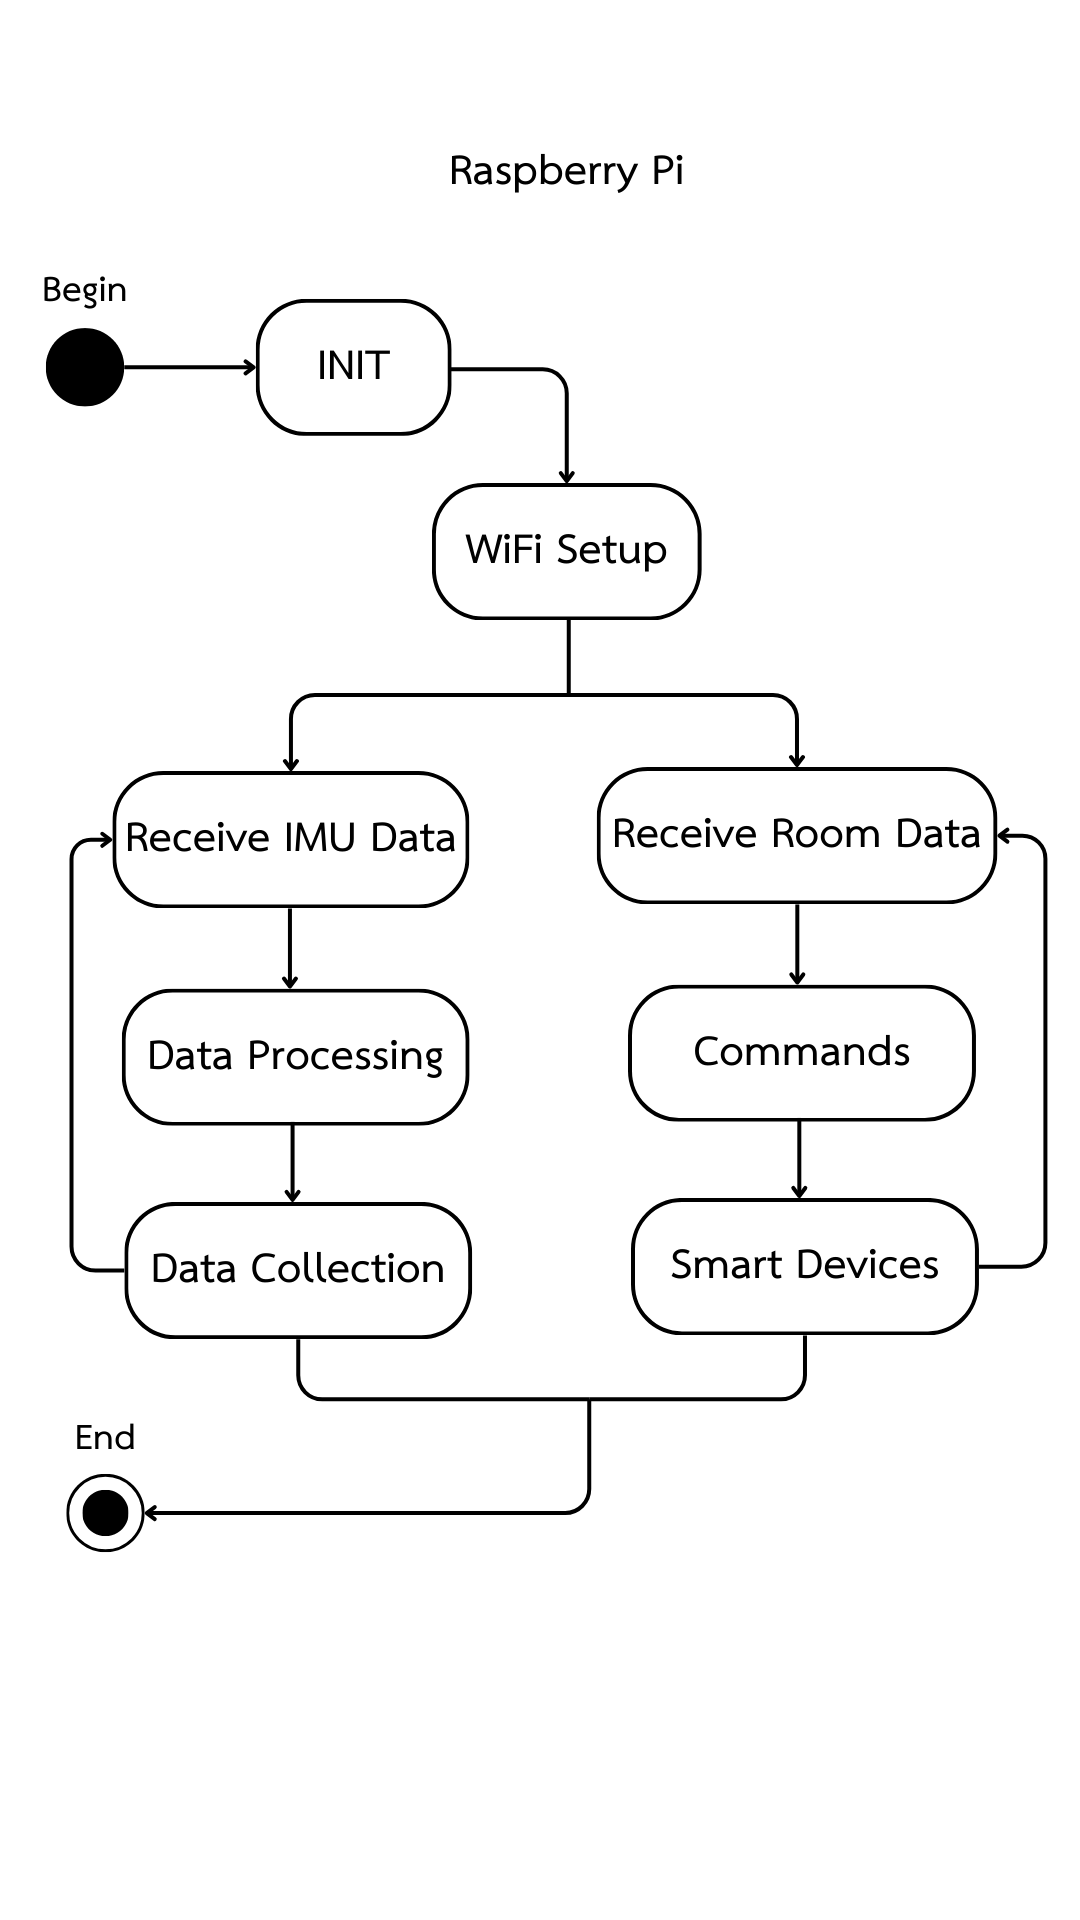 Raspberry Pi
Begin
INIT
WiFi Setup
Receive IMU Data
Receive Room Data
Data Processing
Commands
Data Collection
Smart Devices
End